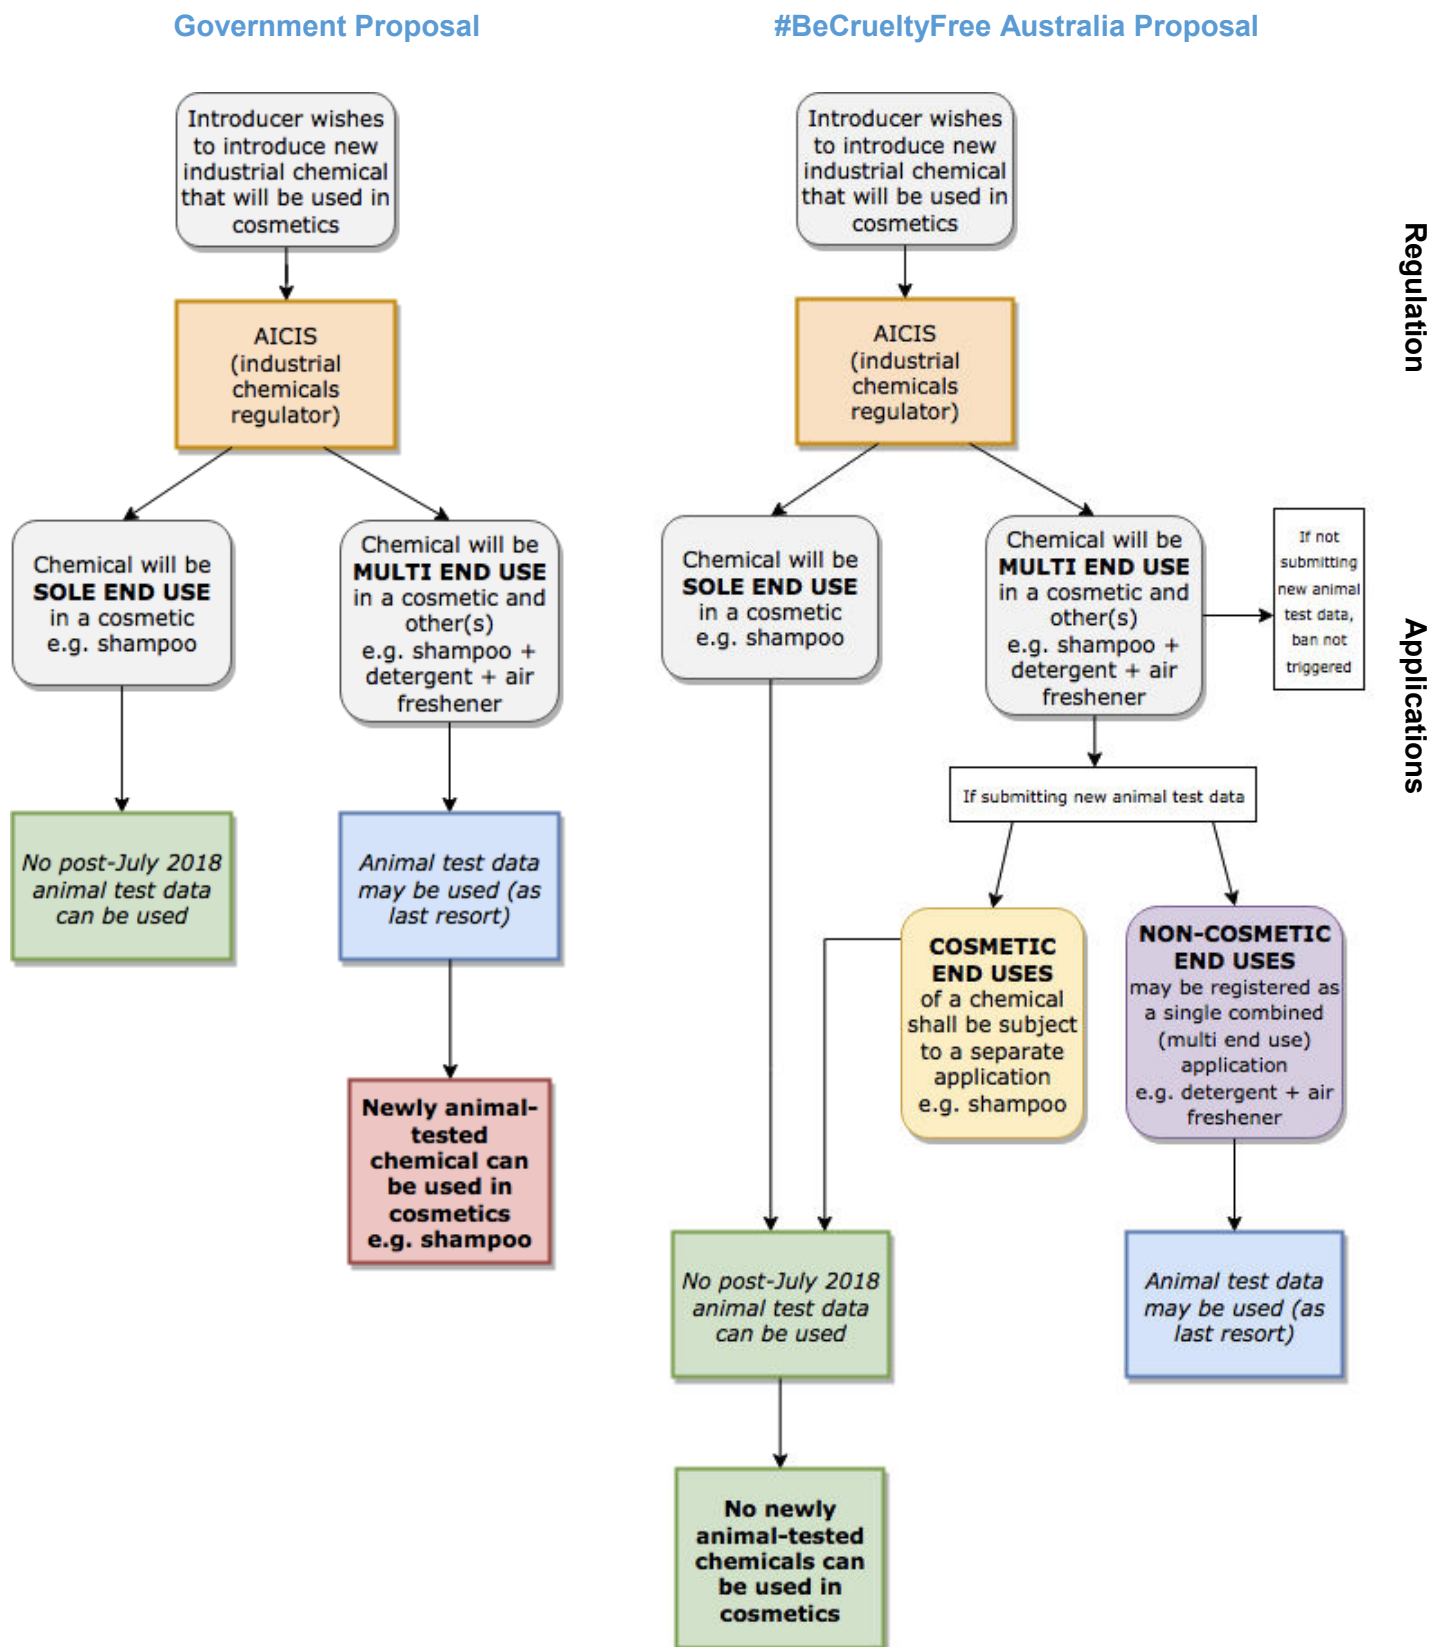 Government Proposal
Introducer wishes
to introduce new
industrial chemical
that will be used in
cosmetics
AICIS
(industrial
chemicals
regulator)
Chemical will be
SOLE END USE
in a cosmetic
e.g. shampoo
Chemical will be
MULTI END USE
in a cosmetic and
other(s)
e.g. shampoo +
detergent + air
freshener
No post-July 2018
animal test data
can be used
Animal test data
may be used (as
last resort)
Newly animal-
tested
chemical can
be used in
cosmetics
e.g. shampoo
#BeCrueltyFree Australia Proposal
Introducer wishes
to introduce new
industrial chemical
that will be used in
cosmetics
AICIS
(industrial
chemicals
regulator)
Chemical will be
SOLE END USE
in a cosmetic
e.g. shampoo
Chemical will be
MULTI END USE
in a cosmetic and
other(s)
e.g. shampoo +
detergent + air
freshener
If not
submitting
new animal
test data,
ban not
triggered
If submitting new animal test data
COSMETIC
END USES
of a chemical
shall be subject
to a separate
application
e.g. shampoo
NON-COSMETIC
END USES
may be registered as
a single combined
(multi end use)
application
e.g. detergent + air
freshener
No post-July 2018
animal test data
can be used
Animal test data
may be used (as
last resort)
No newly
animal-tested
chemicals can
be used in
cosmetics
Regulation
Applications